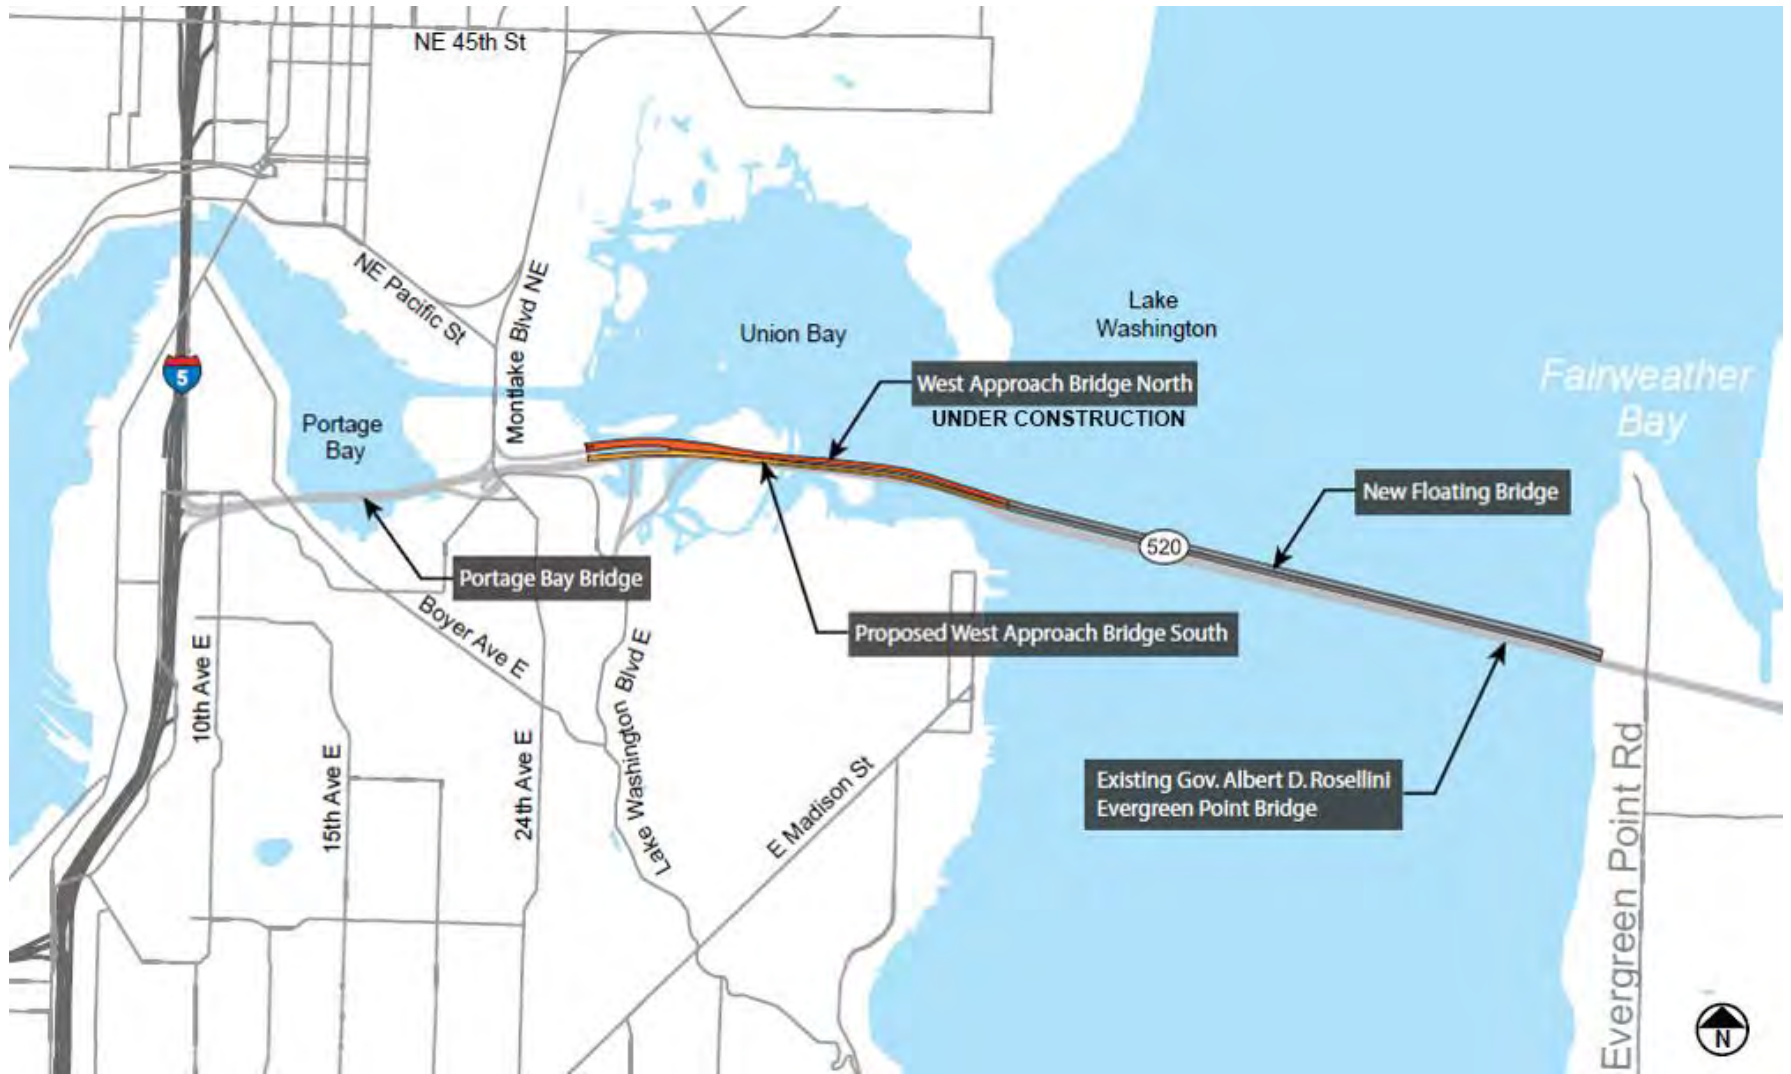 NE 45th St
NE Pacific St
Montlake Blvd NE
Lake
Washington
Union Bay
5
West Approach Bridge North
UNDER CONSTRUCTION
Fairweather
Bay
Portage
Bay
New Floating Bridge
520
Portage Bay Bridge
Proposed West Approach Bridge South
Boyer Ave E
10th Ave E
15th Ave E
24th Ave E
Lake Washington Blvd E
E Madison St
Existing Gov. Albert D. Rosellini
Evergreen Point Bridge
Evergreen Point Rd
N